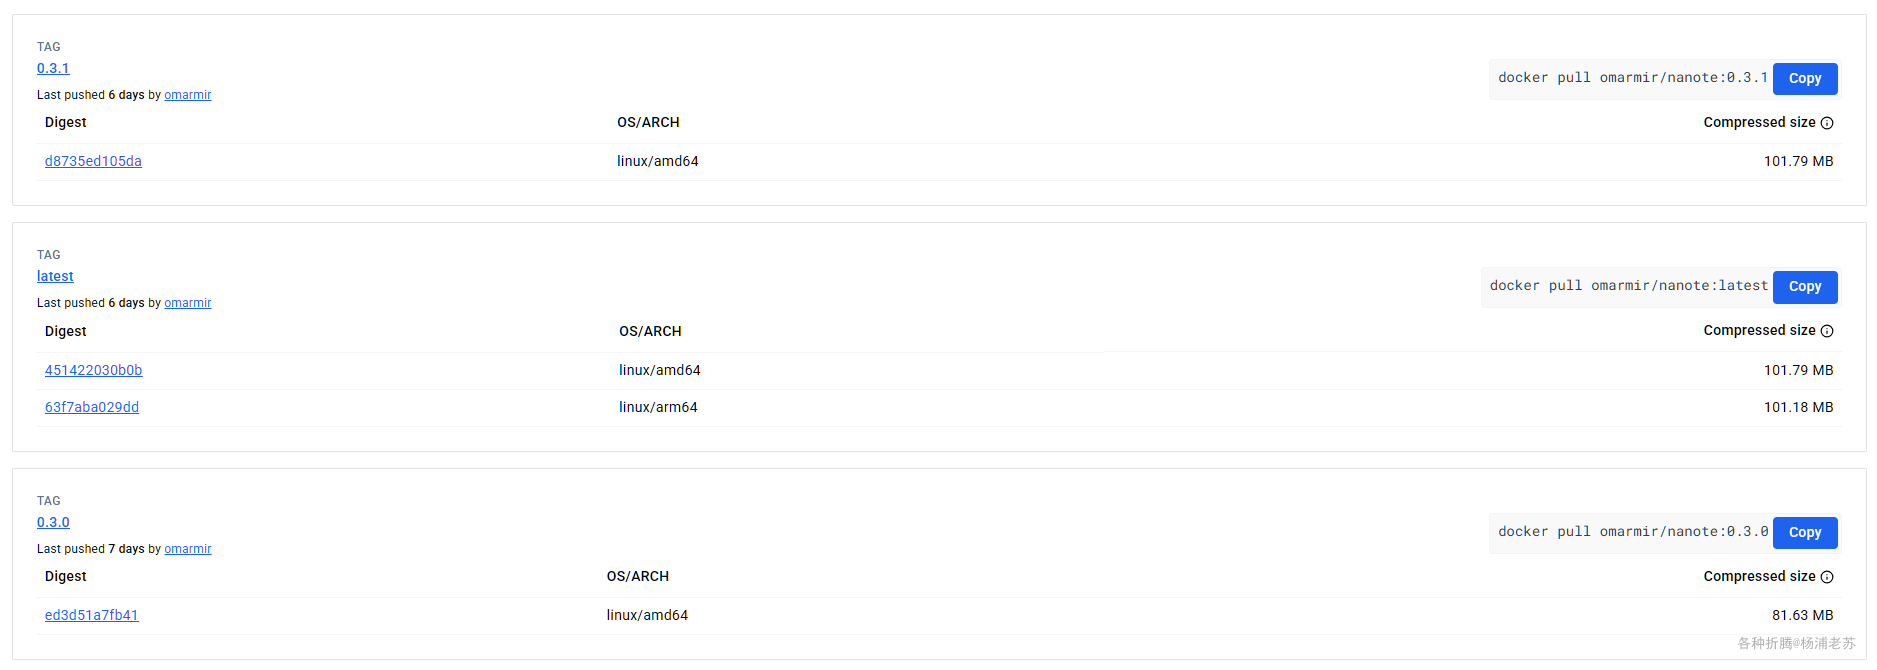 TAG
0.3.1
docker pull omarmir/nanote:0.3.1 Copy
Last pushed 6 days by omarmir
Digest OS/ARCH Compressed size
d8735ed105da linux/amd64 101.79 MB
TAG
latest
docker pull omarmir/nanote:latest Copy
Last pushed 6 days by omarmir
Digest OS/ARCH Compressed size
451422030b0b linux/amd64 101.79 MB
63f7aba029dd linux/arm64 101.18 MB
TAG
0.3.0
docker pull omarmir/nanote:0.3.0 Copy
Last pushed 7 days by omarmir
Digest OS/ARCH Compressed size
ed3d51a7fb41 linux/amd64 81.63 MB
各种折腾@杨浦老苏